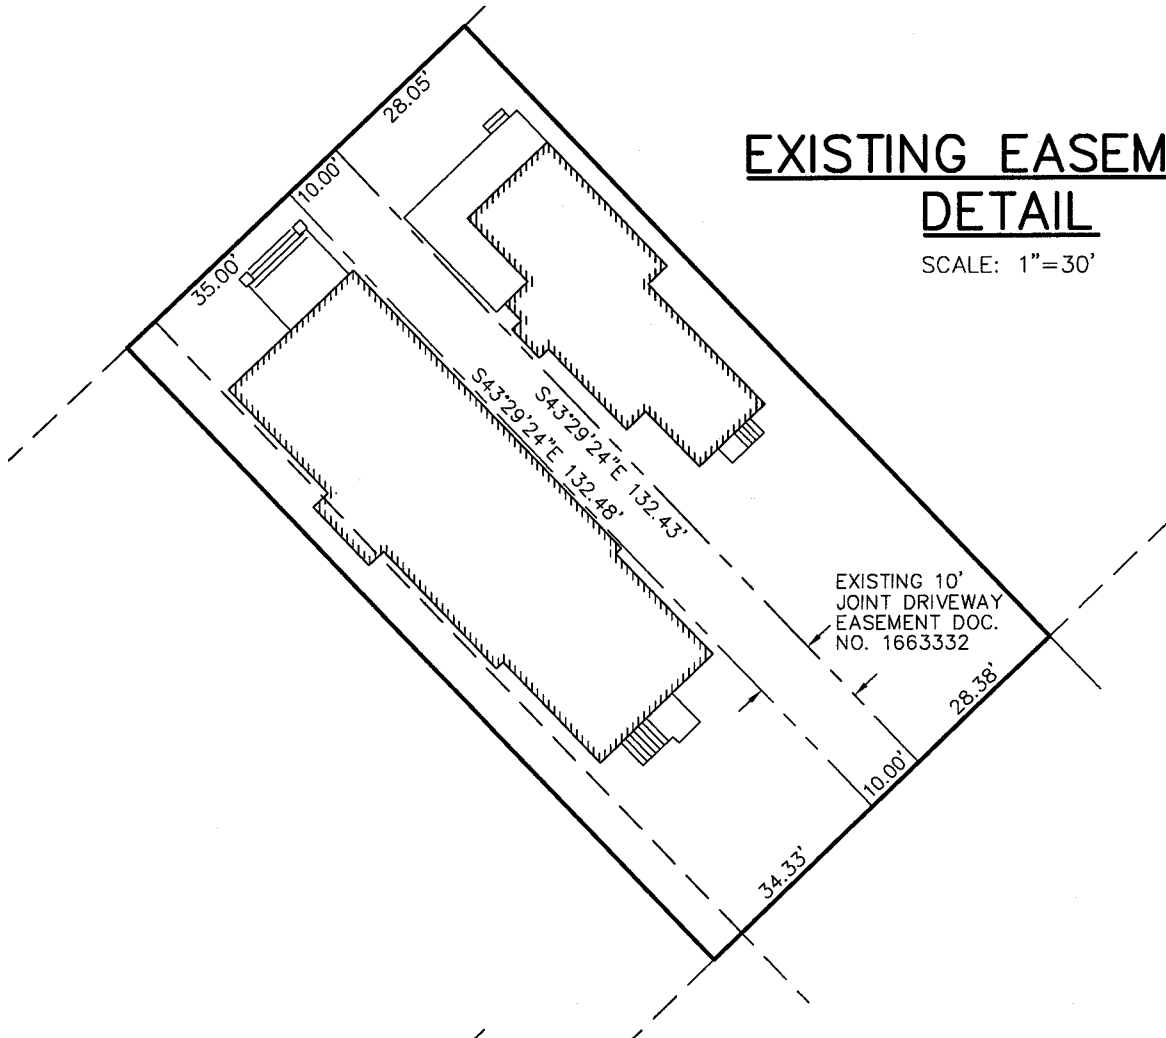 EXISTING EASEM
DETAIL
SCALE: 1"=30'
28.05'
10.00'
35.00'
S43°29'24"E 132.43'
S43°29'24"E 132.48'
EXISTING 10'
JOINT DRIVEWAY
EASEMENT DOC.
NO. 1663332
28.38'
10.00'
34.33'